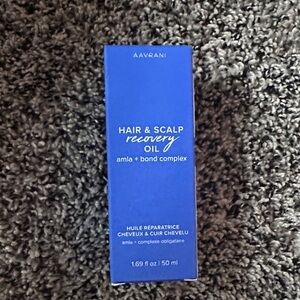 AAVRANI
HAIR & SCALP
recovery
OIL
amla + bond complex
HUILE RÉPARATRICE
CHEVEUX & CUIR CHEVELU
amla + complexe obligataire
1.69 fl oz | 50 ml